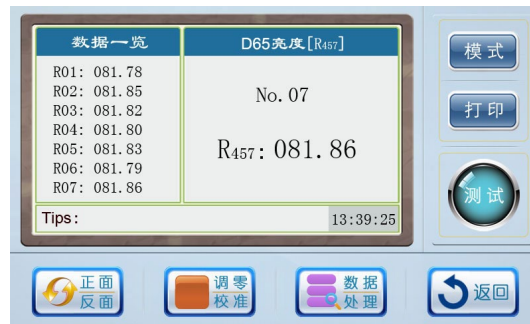 数据一览
R01: 081.78
R02: 081.85
R03: 081.82
R04: 081.80
R05: 081.83
R06: 081.79
R07: 081.86
D65亮度[R457]
No. 07
R457: 081.86
Tips:
13:39:25
模式
打印
测试
正面
反面
调零
校准
数据
处理
返回